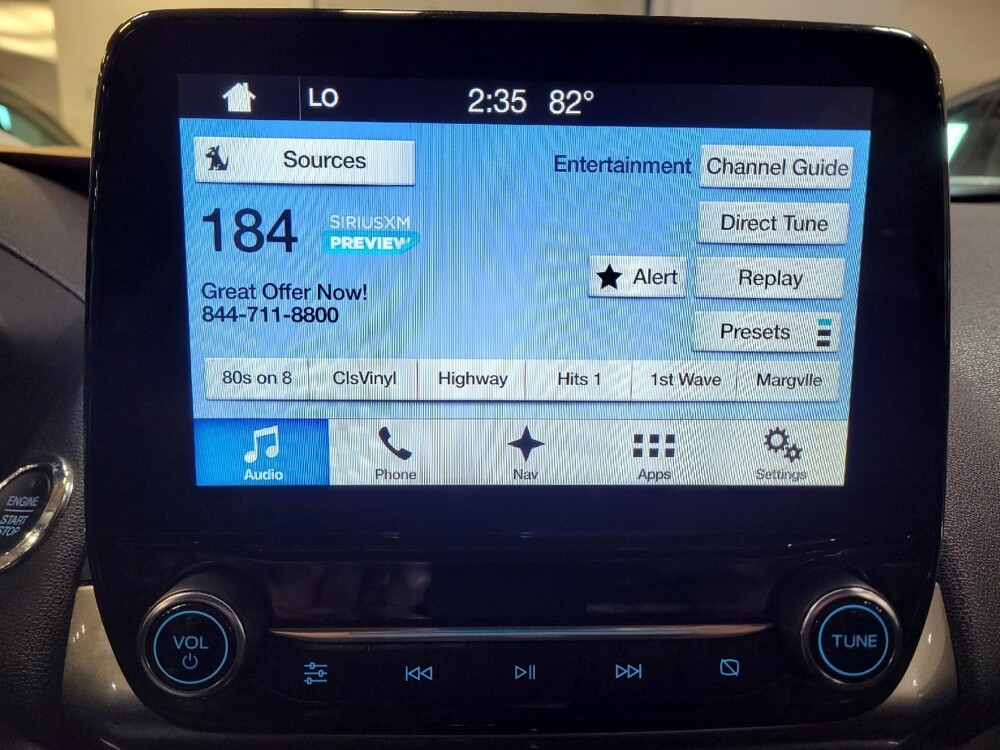 LO
2:35 82°
Sources
Entertainment
Channel Guide
184
SIRIUSXM
PREVIEW
Direct Tune
Alert
Replay
Great Offer Now!
844-711-8800
Presets
80s on 8
ClsVinyl
Highway
Hits 1
1st Wave
Margvlle
Audio
Phone
Nav
Apps
Settings
ENGINE
START
STOP
VOL
TUNE